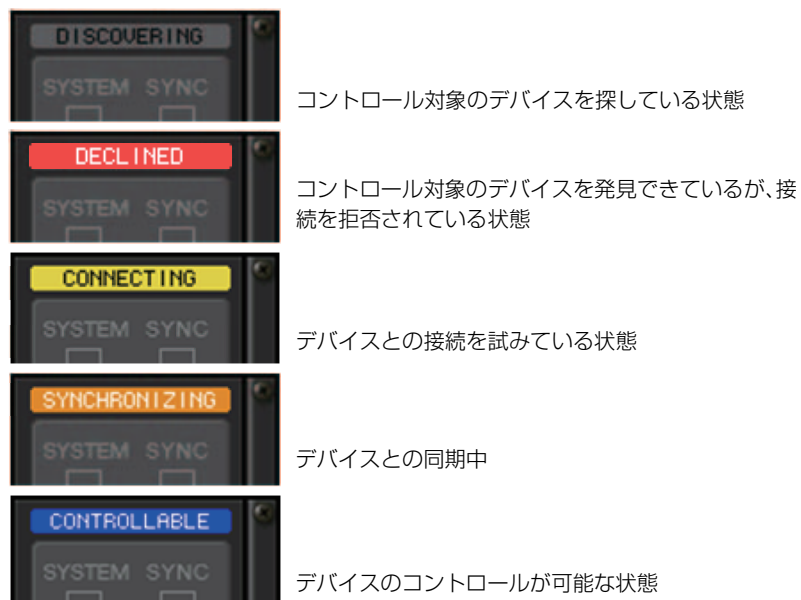 DISCOVERING
SYSTEM SYNC
コントロール対象のデバイスを探している状態
DECLINED
SYSTEM SYNC
コントロール対象のデバイスを発見できているが、接
続を拒否されている状態
CONNECTING
SYSTEM SYNC
デバイスとの接続を試みている状態
SYNCHRONIZING
SYSTEM SYNC
デバイスとの同期中
CONTROLLABLE
SYSTEM SYNC
デバイスのコントロールが可能な状態